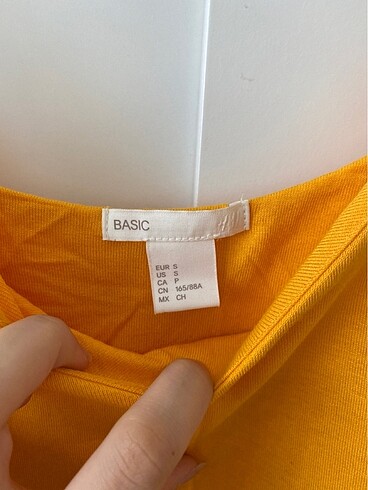 BASIC
H&M
EUR S
US S
CA P
CN 165/88A
MX CH